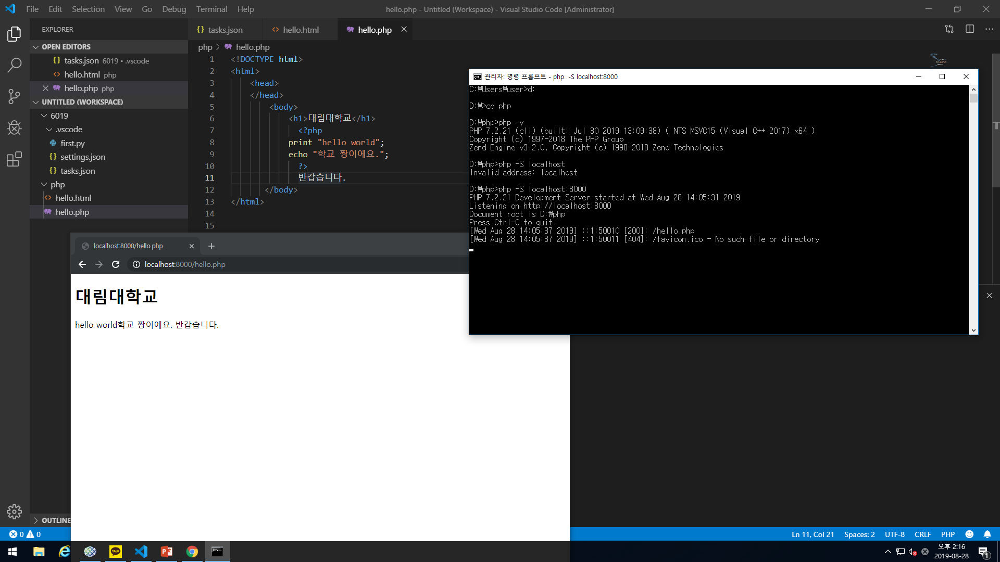 File Edit Selection View Go Debug Terminal Help
hello.php - Untitled (Workspace) - Visual Studio Code [Administrator]
EXPLORER
OPEN EDITORS
{} tasks.json 6019 • .vscode
<> hello.html php
hello.php php
UNTITLED (WORKSPACE)
6019
.vscode
first.py
{} settings.json
{} tasks.json
php
<> hello.html
hello.php
OUTLINE
{} tasks.json
<> hello.html
hello.php
php > hello.php
1 <!DOCTYPE html>
2 <html>
3 <head>
4 </head>
5 <body>
6 <h1>대림대학교</h1>
7 <?php
8 print "hello world";
9 echo "학교 짱이에요.";
10 ?>
11 반갑습니다.
12 </body>
13 </html>
14
15
관리자: 명령 프롬프트 - php -S localhost:8000
C:₩Users₩user>d:
D:₩>cd php
D:₩php>php -v
PHP 7.2.21 (cli) (built: Jul 30 2019 13:09:38) ( NTS MSVC15 (Visual C++ 2017) x64 )
Copyright (c) 1997-2018 The PHP Group
Zend Engine v3.2.0, Copyright (c) 1998-2018 Zend Technologies
D:₩php>php -S localhost
Invalid address: localhost
D:₩php>php -S localhost:8000
PHP 7.2.21 Development Server started at Wed Aug 28 14:05:31 2019
Listening on http://localhost:8000
Document root is D:₩php
Press Ctrl-C to quit.
[Wed Aug 28 14:05:37 2019] ::1:50010 [200]: /hello.php
[Wed Aug 28 14:05:37 2019] ::1:50011 [404]: /favicon.ico - No such file or directory
localhost:8000/hello.php
localhost:8000/hello.php
대림대학교
hello world학교 짱이에요. 반갑습니다.
0 0
Ln 11, Col 21 Spaces: 2 UTF-8 CRLF PHP
TALK
오후 2:16
2019-08-28
1